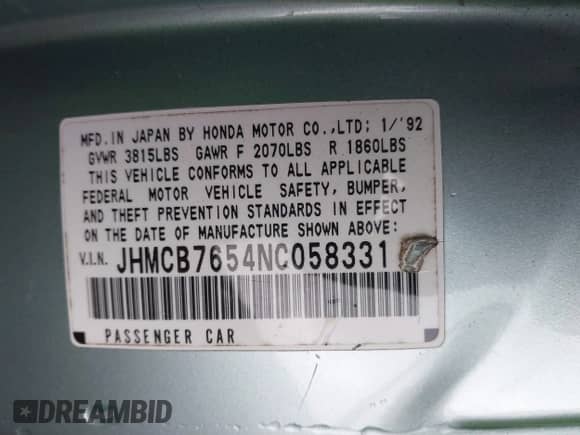 MFD. IN JAPAN BY HONDA MOTOR CO., LTD; 1/'92
GVWR 3815LBS GAWR F 2070LBS R 1860LBS
THIS VEHICLE CONFORMS TO ALL APPLICABLE
FEDERAL MOTOR VEHICLE SAFETY, BUMPER,
AND THEFT PREVENTION STANDARDS IN EFFECT
ON THE DATE OF MANUFACTURE SHOWN ABOVE:
V.I.N. JHMCB7654NC058331
PASSENGER CAR
DREAMBID